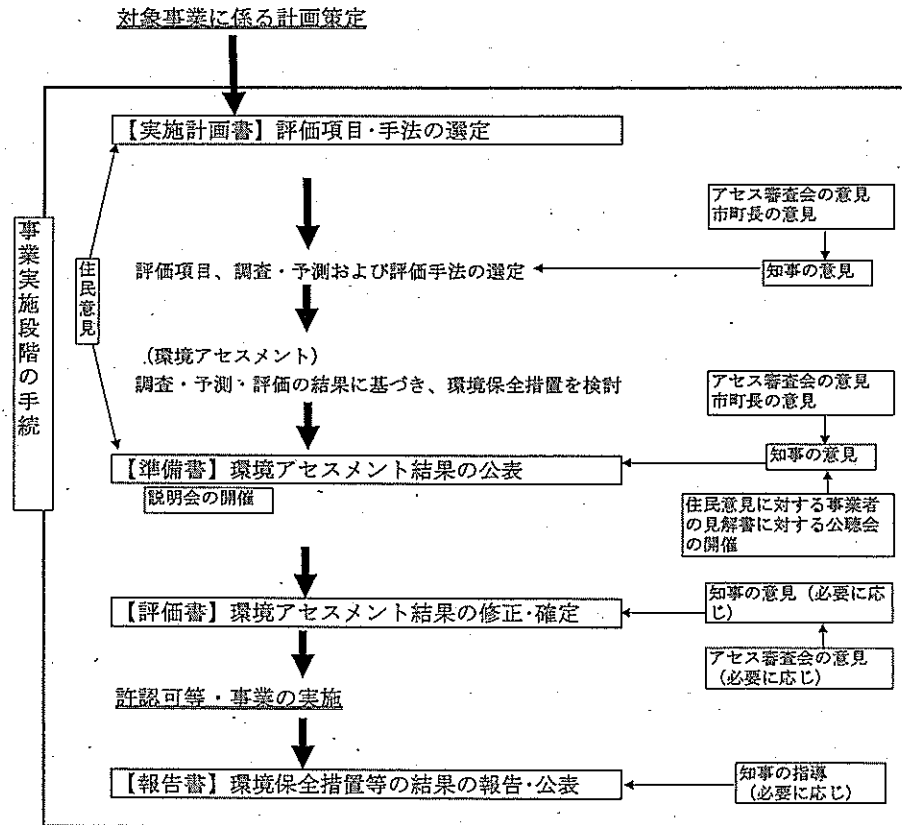 対象事業に係る計画策定
【実施計画書】評価項目・手法の選定
アセス審査会の意見
市町長の意見
事業実施段階の手続
住民意見
評価項目、調査・予測および評価手法の選定
知事の意見
（環境アセスメント）
調査・予測・評価の結果に基づき、環境保全措置を検討
アセス審査会の意見
市町長の意見
【準備書】環境アセスメント結果の公表
知事の意見
説明会の開催
住民意見に対する事業者
の見解書に対する公聴会
の開催
【評価書】環境アセスメント結果の修正・確定
知事の意見（必要に応
じ）
アセス審査会の意見
（必要に応じ）
許認可等・事業の実施
【報告書】環境保全措置等の結果の報告・公表
知事の指導
（必要に応じ）